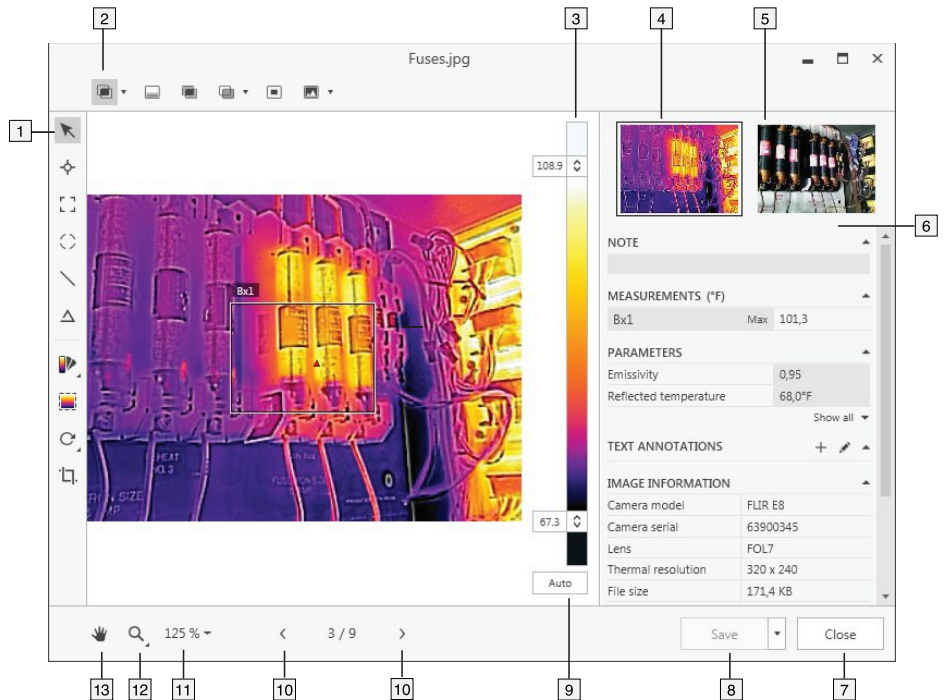 2
3
4
5
Fuses.jpg
1
108.9
6
NOTE
MEASUREMENTS (°F)
Bx1
Bx1 Max 101,3
PARAMETERS
Emissivity 0,95
Reflected temperature 68,0°F
Show all
TEXT ANNOTATIONS
HEAT
NO.3
IMAGE INFORMATION
Camera model FLIR E8
Camera serial 63900345
67.3
Lens FOL7
Thermal resolution 320 x 240
Auto
File size 171,4 KB
125 %
3 / 9
Save
Close
13
12
11
10
10
9
8
7